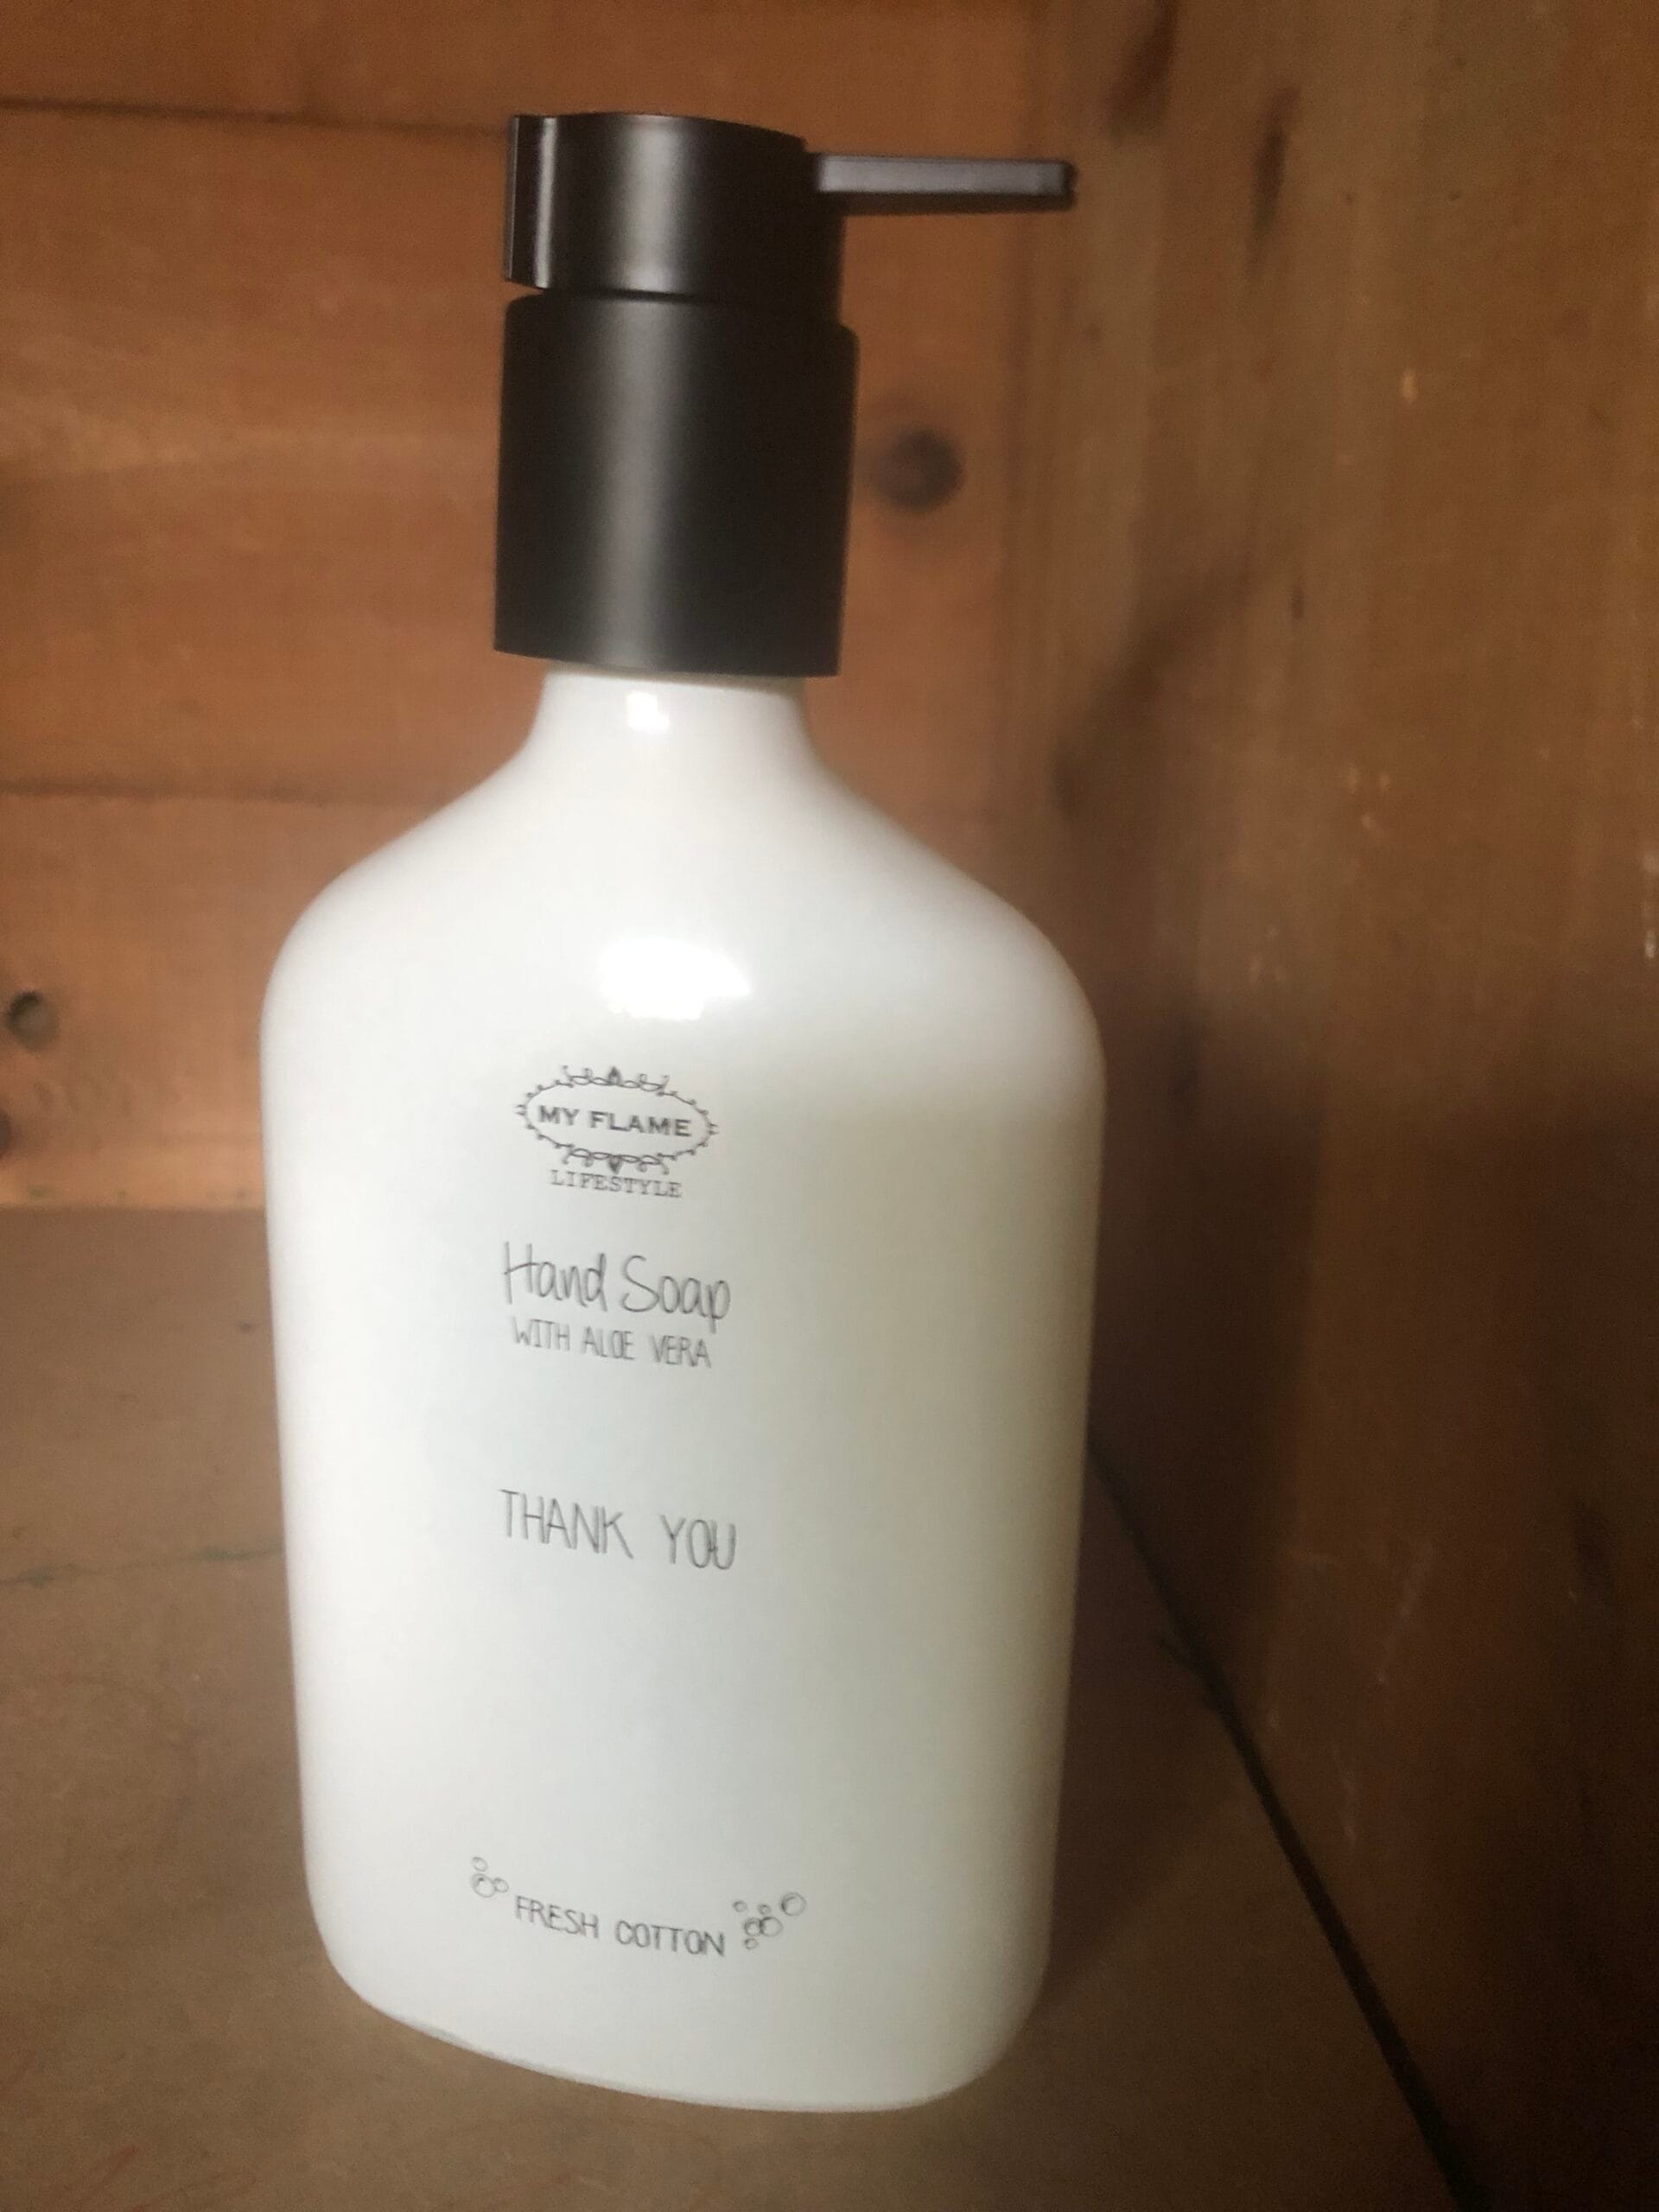 MY FLAME
LIFESTYLE
Hand Soap
WITH ALOE VERA
THANK YOU
FRESH COTTON